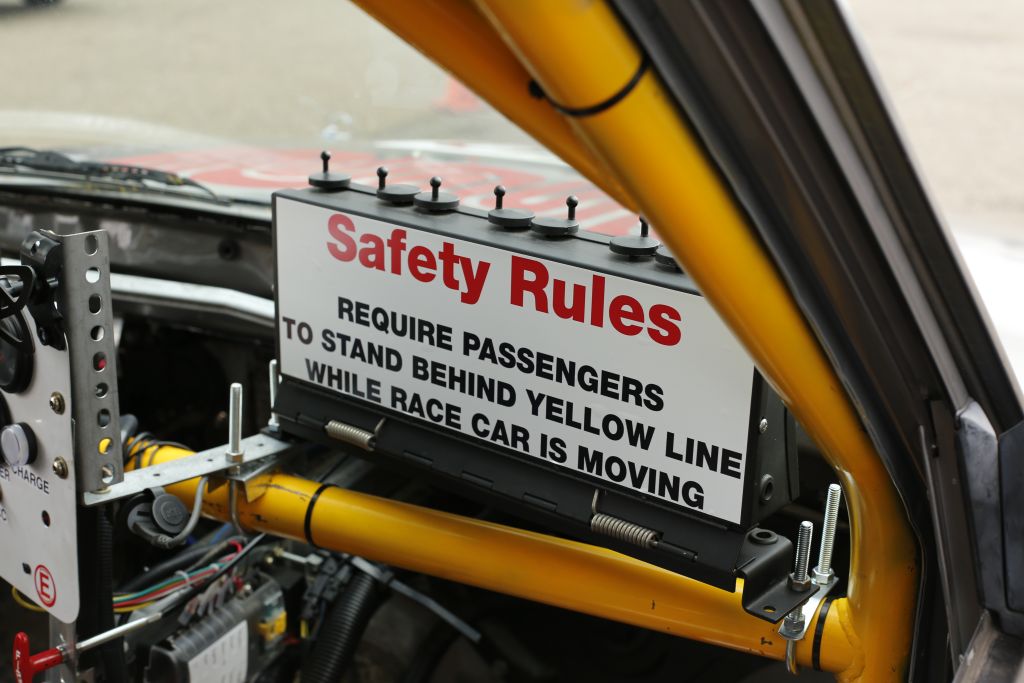 Safety Rules
REQUIRE PASSENGERS
TO STAND BEHIND YELLOW LINE
WHILE RACE CAR IS MOVING
CHARGE
E